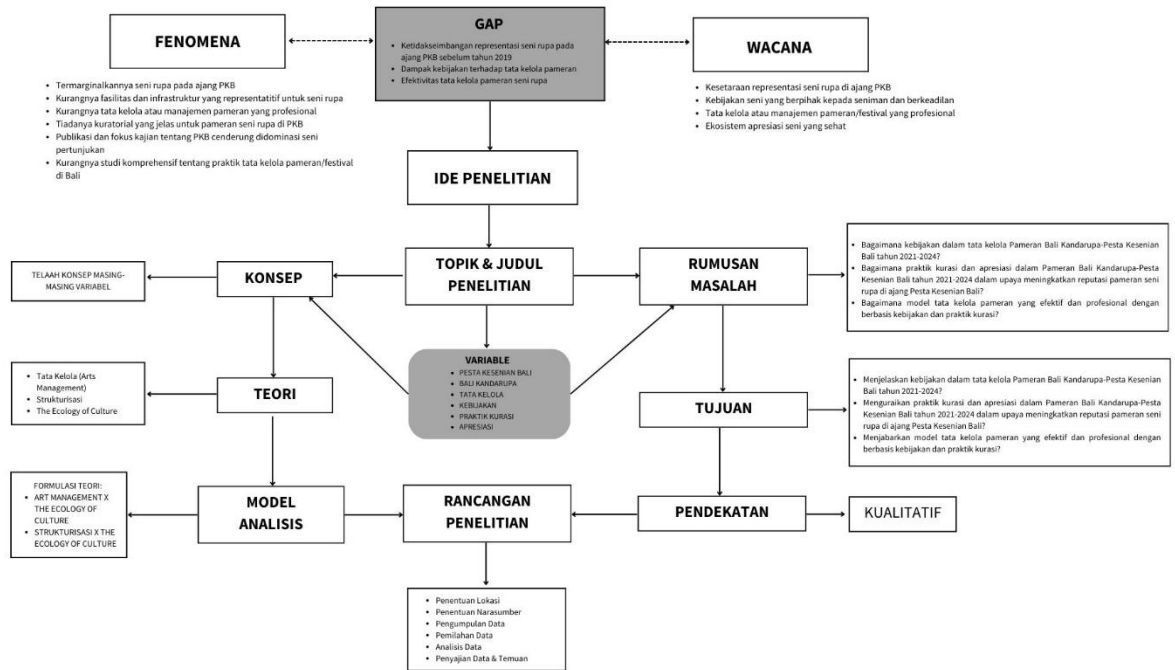 FENOMENA
• Termarginalkannya seni rupa pada ajang PKB
• Kurangnya fasilitas dan infrastruktur yang representatitif untuk seni rupa
• Kurangnya tata kelola atau manajemen pameran yang profesional
• Tiadanya kuratorial yang jelas untuk pameran seni rupa di PKB
• Publikasi dan fokus kajian tentang PKB cenderung didominasi seni
pertunjukan
• Kurangnya studi komprehensif tentang praktik tata kelola pameran/festival
di Bali
GAP
• Ketidakseimbangan representasi seni rupa pada
ajang PKB sebelum tahun 2019
• Dampak kebijakan terhadap tata kelola pameran
• Efektivitas tata kelola pameran seni rupa
WACANA
• Kesetaraan representasi seni rupa di ajang PKB
• Kebijakan seni yang berpihak kepada seniman dan berkeadilan
• Tata kelola atau manajemen pameran/festival yang profesional
• Ekosistem apresiasi seni yang sehat
IDE PENELITIAN
TELAAH KONSEP MASING-
MASING VARIABEL
KONSEP
TOPIK & JUDUL
PENELITIAN
RUMUSAN
MASALAH
• Bagaimana kebijakan dalam tata kelola Pameran Bali Kandarupa-Pesta Kesenian
Bali tahun 2021-2024?
• Bagaimana praktik kurasi dan apresiasi dalam Pameran Bali Kandarupa-Pesta
Kesenian Bali tahun 2021-2024 dalam upaya meningkatkan reputasi pameran seni
rupa di ajang Pesta Kesenian Bali?
• Bagaimana model tata kelola pameran yang efektif dan profesional dengan
berbasis kebijakan dan praktik kurasi?
• Tata Kelola (Arts
Management)
• Strukturisasi
• The Ecology of Culture
TEORI
VARIABLE
• PESTA KESENIAN BALI
• BALI KANDARUPA
• TATA KELOLA
• KEBIJAKAN
• PRAKTIK KURASI
• APRESIASI
TUJUAN
• Menjelaskan kebijakan dalam tata kelola Pameran Bali Kandarupa-Pesta Kesenian
Bali tahun 2021-2024?
• Menguraikan praktik kurasi dan apresiasi dalam Pameran Bali Kandarupa-Pesta
Kesenian Bali tahun 2021-2024 dalam upaya meningkatkan reputasi pameran seni
rupa di ajang Pesta Kesenian Bali?
• Menjabarkan model tata kelola pameran yang efektif dan profesional dengan
berbasis kebijakan dan praktik kurasi?
FORMULASI TEORI:
• ART MANAGEMENT X
THE ECOLOGY OF
CULTURE
• STRUKTURISASI X THE
ECOLOGY OF CULTURE
MODEL
ANALISIS
RANCANGAN
PENELITIAN
PENDEKATAN
KUALITATIF
• Penentuan Lokasi
• Penentuan Narasumber
• Pengumpulan Data
• Pemilahan Data
• Analisis Data
• Penyajian Data & Temuan